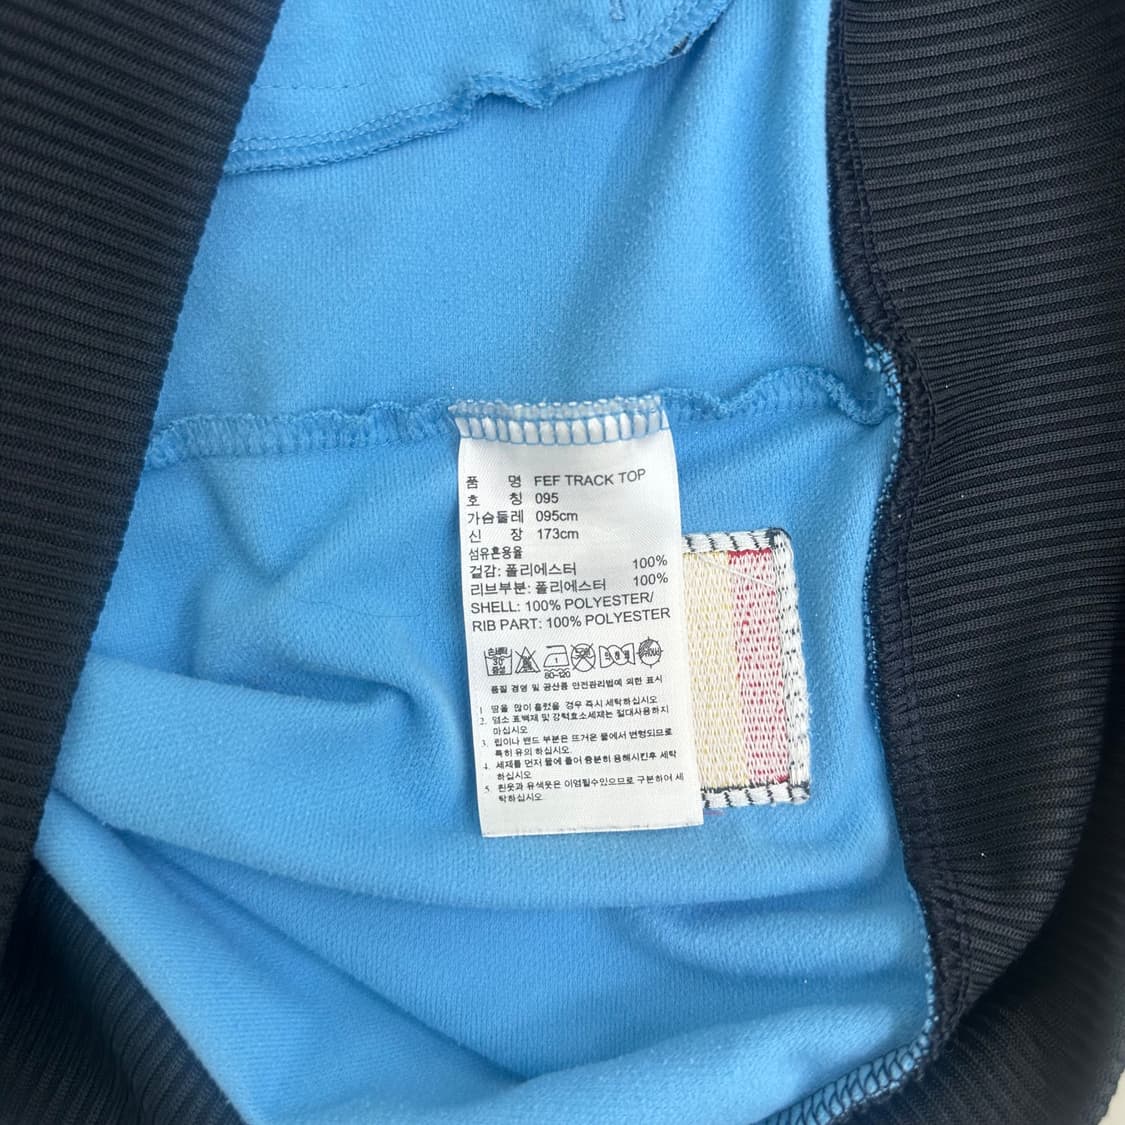 품 명 FEF TRACK TOP
호 칭 095
가슴둘레 095cm
신 장 173cm
섬유혼용율
겉감: 폴리에스터 100%
리브부분: 폴리에스터 100%
SHELL: 100% POLYESTER/
RIB PART: 100% POLYESTER
손세탁
30
중성
80-120
품질 경영 및 공산품 안전관리법에 의한 표시
1. 땀을 많이 흘렸을 경우 즉시 세탁하십시오
2. 염소 표백제 및 강력효소세제는 절대사용하지
마십시오
3. 립이나 밴드 부분은 뜨거운 물에서 변형되므로
특히 유의 하십시오.
4. 세제를 먼저 물에 풀어 충분히 용해시킨후 세탁
하십시오
5. 흰옷과 유색옷은 이염될수있으므로 구분하여 세
탁하십시오